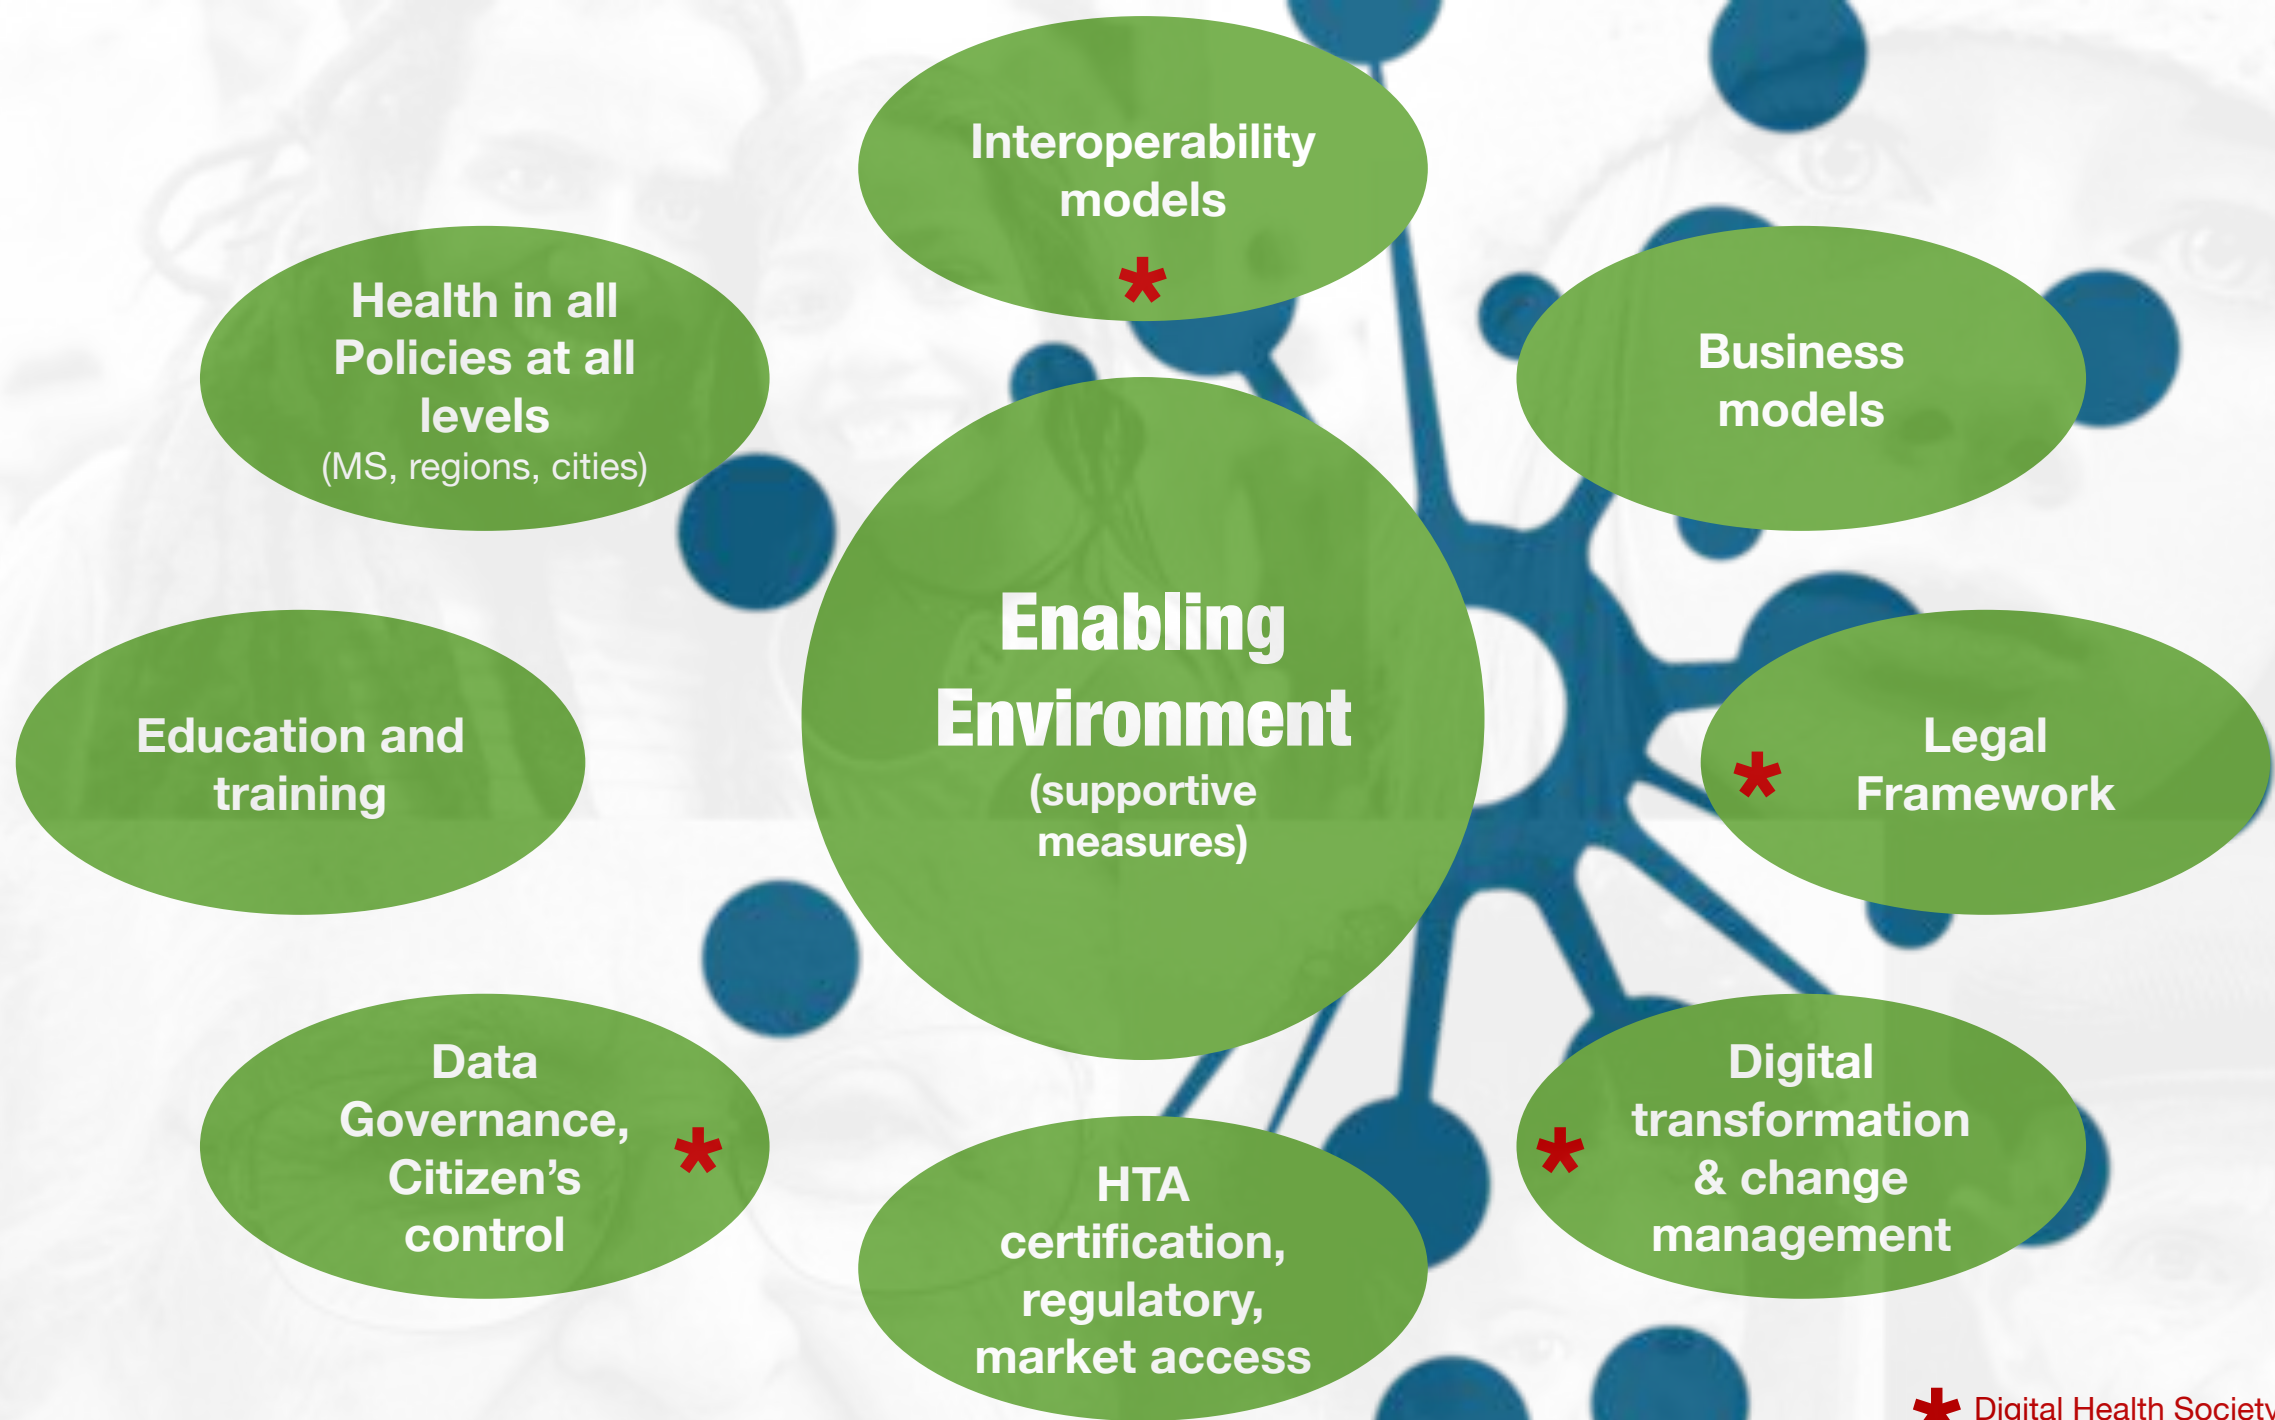 Interoperability
models
*
Health in all
Policies at all
levels
(MS, regions, cities)
Business
models
Enabling
Environment
(supportive
measures)
Education and
training
* Legal
Framework
Data
Governance,
Citizen’s
control *
HTA
certification,
regulatory,
market access
* Digital
transformation
& change
management
* Digital Health Society